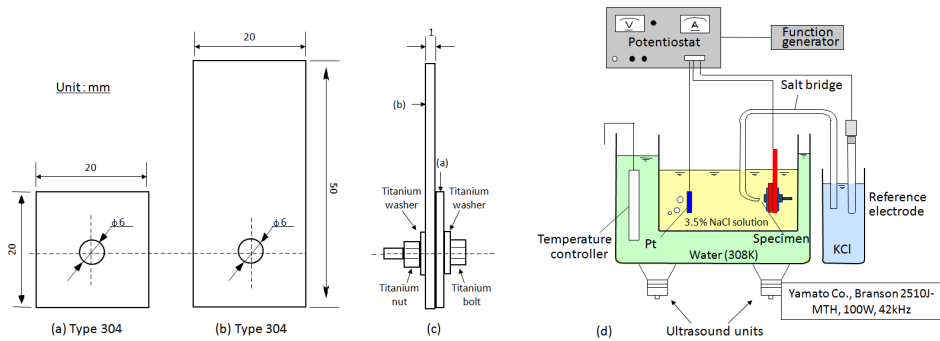 Unit : mm
20
20
ϕ6
(a) Type 304
20
50
ϕ6
(b) Type 304
1
(b)
(a)
Titanium
washer
Titanium
washer
Titanium
nut
Titanium
bolt
(c)
V
A
Potentiostat
Function
generator
Salt bridge
Reference
electrode
3.5% NaCl solution
Pt
Specimen
Temperature
controller
Water (308K)
KCl
Ultrasound units
Yamato Co., Branson 2510J-
MTH, 100W, 42kHz
(d)